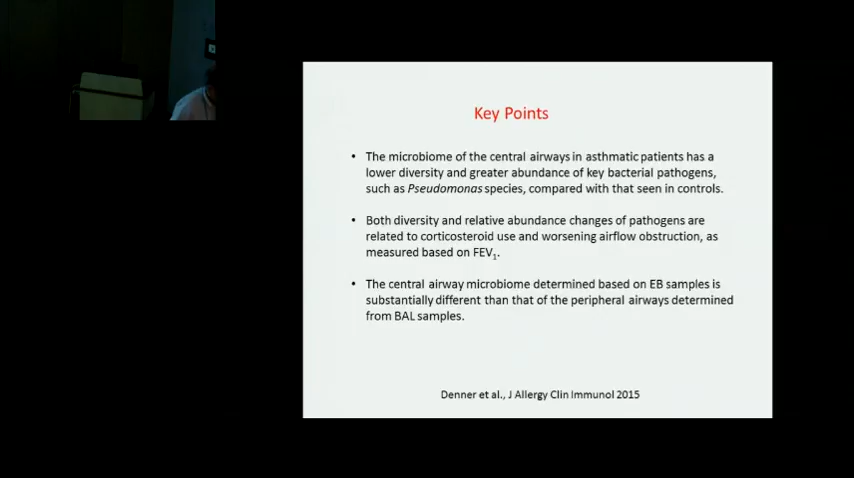 Key Points
• The microbiome of the central airways in asthmatic patients has a
lower diversity and greater abundance of key bacterial pathogens,
such as Pseudomonas species, compared with that seen in controls.
• Both diversity and relative abundance changes of pathogens are
related to corticosteroid use and worsening airflow obstruction, as
measured based on FEV1.
• The central airway microbiome determined based on EB samples is
substantially different than that of the peripheral airways determined
from BAL samples.
Denner et al., J Allergy Clin Immunol 2015